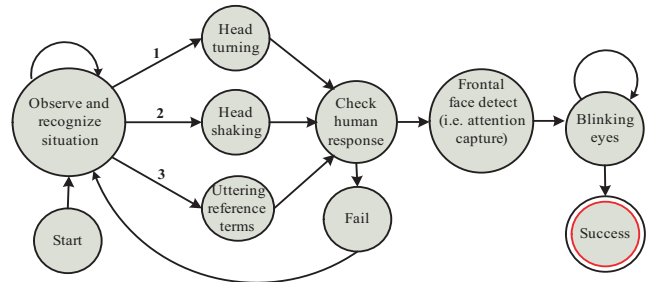 Observe and
recognize
situation
1
2
3
Head
turning
Head
shaking
Uttering
reference
terms
Check
human
response
Frontal
face detect
(i.e. attention
capture)
Blinking
eyes
Start
Fail
Success